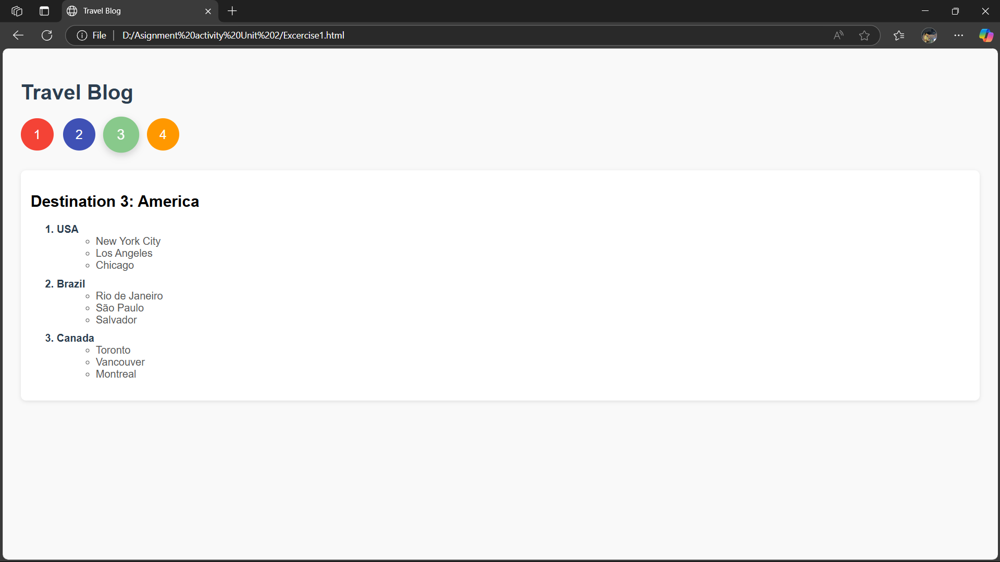 Travel Blog
File
D:/Asignment%20activity%20Unit%202/Excercise1.html
Travel Blog
1 2 3 4
Destination 3: America
1. USA
New York City
Los Angeles
Chicago
2. Brazil
Rio de Janeiro
São Paulo
Salvador
3. Canada
Toronto
Vancouver
Montreal